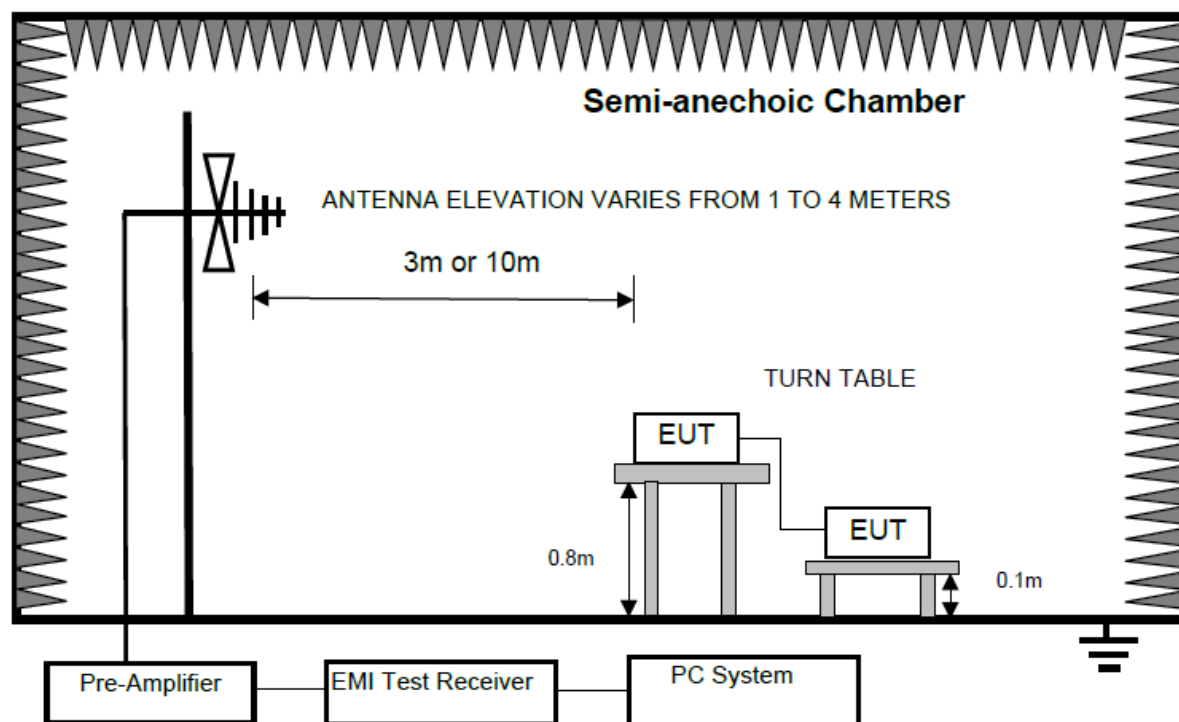 Semi-anechoic Chamber
ANTENNA ELEVATION VARIES FROM 1 TO 4 METERS
3m or 10m
TURN TABLE
EUT
EUT
0.8m
0.1m
Pre-Amplifier
EMI Test Receiver
PC System